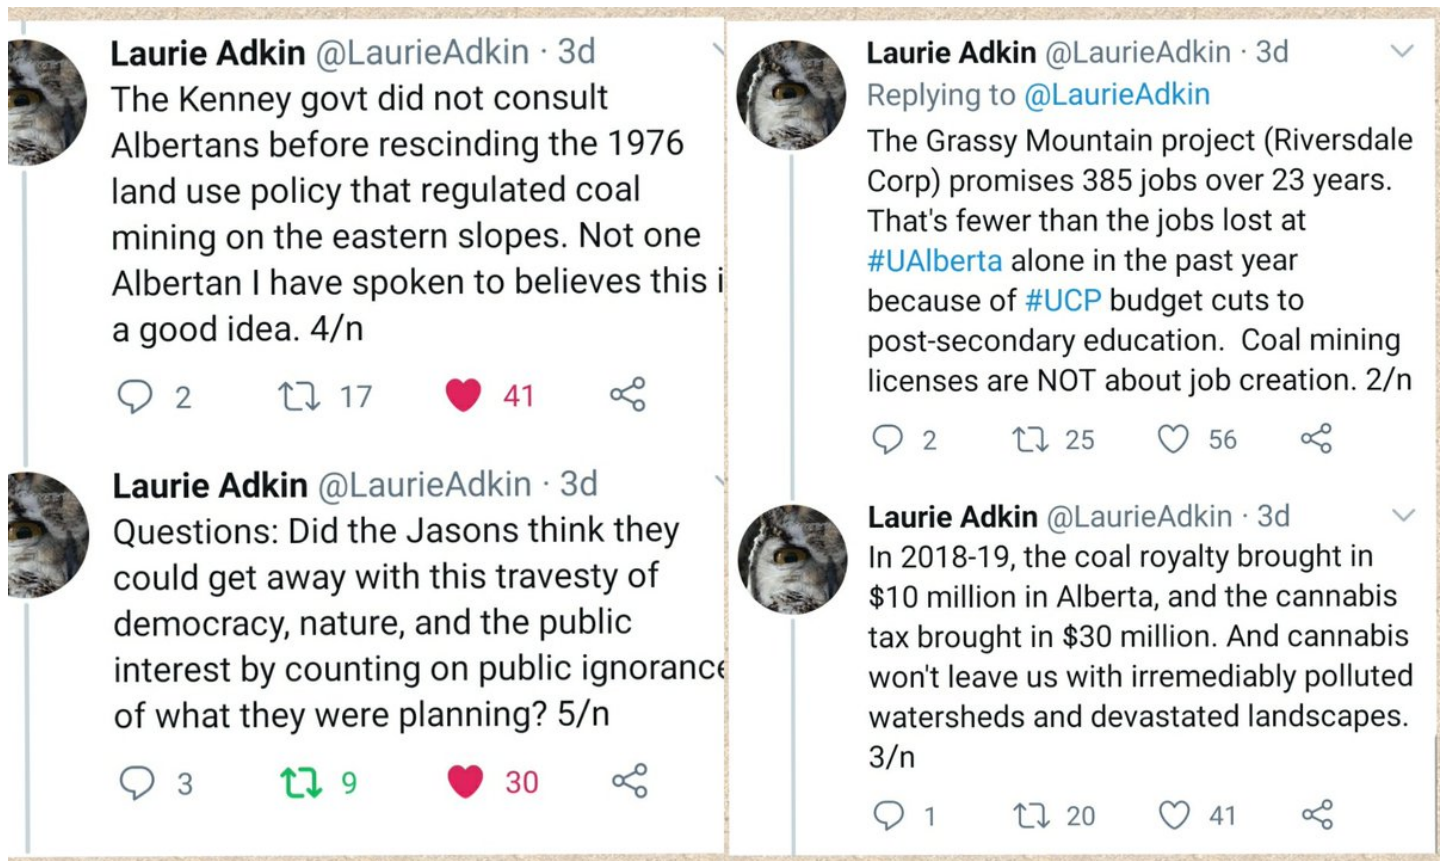 Laurie Adkin @LaurieAdkin · 3d
The Kenney govt did not consult
Albertans before rescinding the 1976
land use policy that regulated coal
mining on the eastern slopes. Not one
Albertan I have spoken to believes this i
a good idea. 4/n
2 17 41
Laurie Adkin @LaurieAdkin · 3d
Questions: Did the Jasons think they
could get away with this travesty of
democracy, nature, and the public
interest by counting on public ignorance
of what they were planning? 5/n
3 9 30
Laurie Adkin @LaurieAdkin · 3d
Replying to @LaurieAdkin
The Grassy Mountain project (Riversdale
Corp) promises 385 jobs over 23 years.
That's fewer than the jobs lost at
#UAlberta alone in the past year
because of #UCP budget cuts to
post-secondary education.  Coal mining
licenses are NOT about job creation. 2/n
2 25 56
Laurie Adkin @LaurieAdkin · 3d
In 2018-19, the coal royalty brought in
$10 million in Alberta, and the cannabis
tax brought in $30 million. And cannabis
won't leave us with irremediably polluted
watersheds and devastated landscapes.
3/n
1 20 41